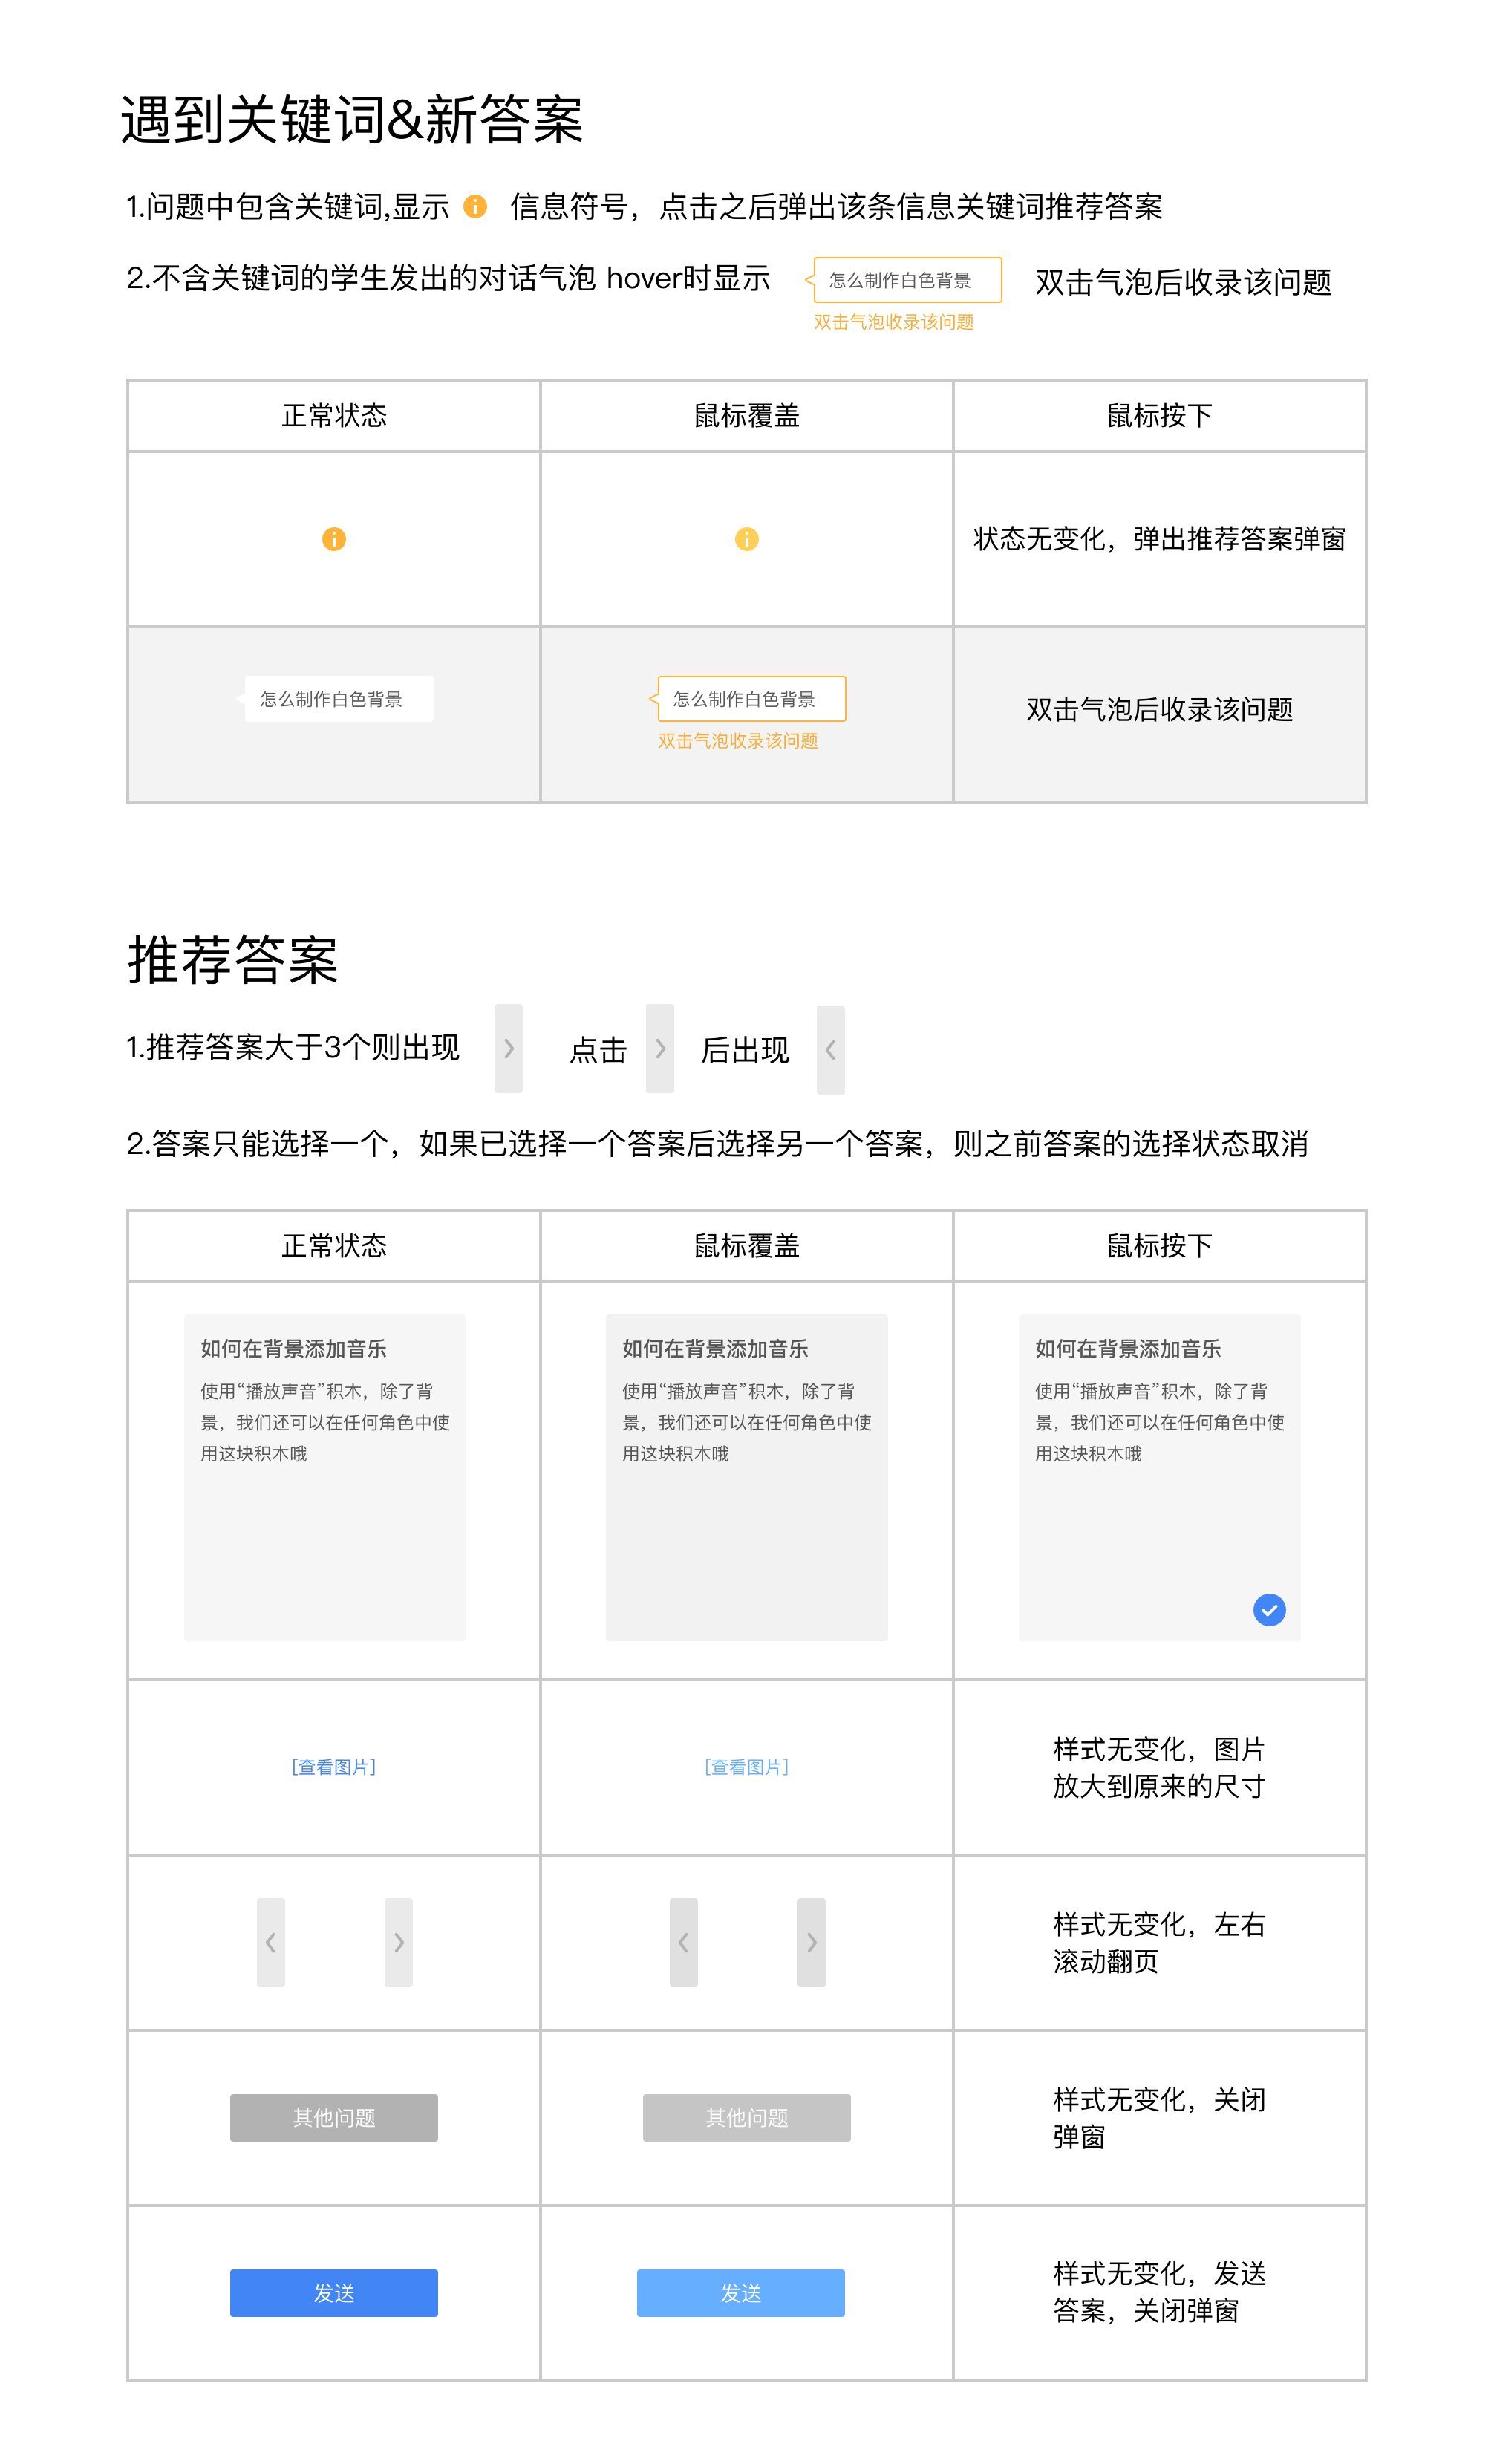 遇到关键词&新答案
1.问题中包含关键词,显示 信息符号，点击之后弹出该条信息关键词推荐答案
2.不含关键词的学生发出的对话气泡 hover时显示 怎么制作白色背景 双击气泡后收录该问题
双击气泡收录该问题
正常状态 鼠标覆盖 鼠标按下
状态无变化，弹出推荐答案弹窗
怎么制作白色背景 怎么制作白色背景 双击气泡后收录该问题
双击气泡收录该问题
推荐答案
1.推荐答案大于3个则出现 点击 后出现
2.答案只能选择一个，如果已选择一个答案后选择另一个答案，则之前答案的选择状态取消
正常状态 鼠标覆盖 鼠标按下
如何在背景添加音乐
使用“播放声音”积木，除了背
景，我们还可以在任何角色中使
用这块积木哦
如何在背景添加音乐
使用“播放声音”积木，除了背
景，我们还可以在任何角色中使
用这块积木哦
如何在背景添加音乐
使用“播放声音”积木，除了背
景，我们还可以在任何角色中使
用这块积木哦
[查看图片] [查看图片]
样式无变化，图片
放大到原来的尺寸
样式无变化，左右
滚动翻页
其他问题 其他问题
样式无变化，关闭
弹窗
发送 发送
样式无变化，发送
答案，关闭弹窗